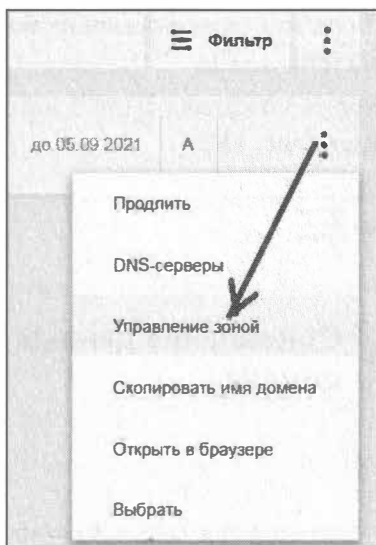 Фильтр
до 05.09 2021 А
Продлить
DNS-серверы
Управление зоной
Скопировать имя домена
Открыть в браузере
Выбрать